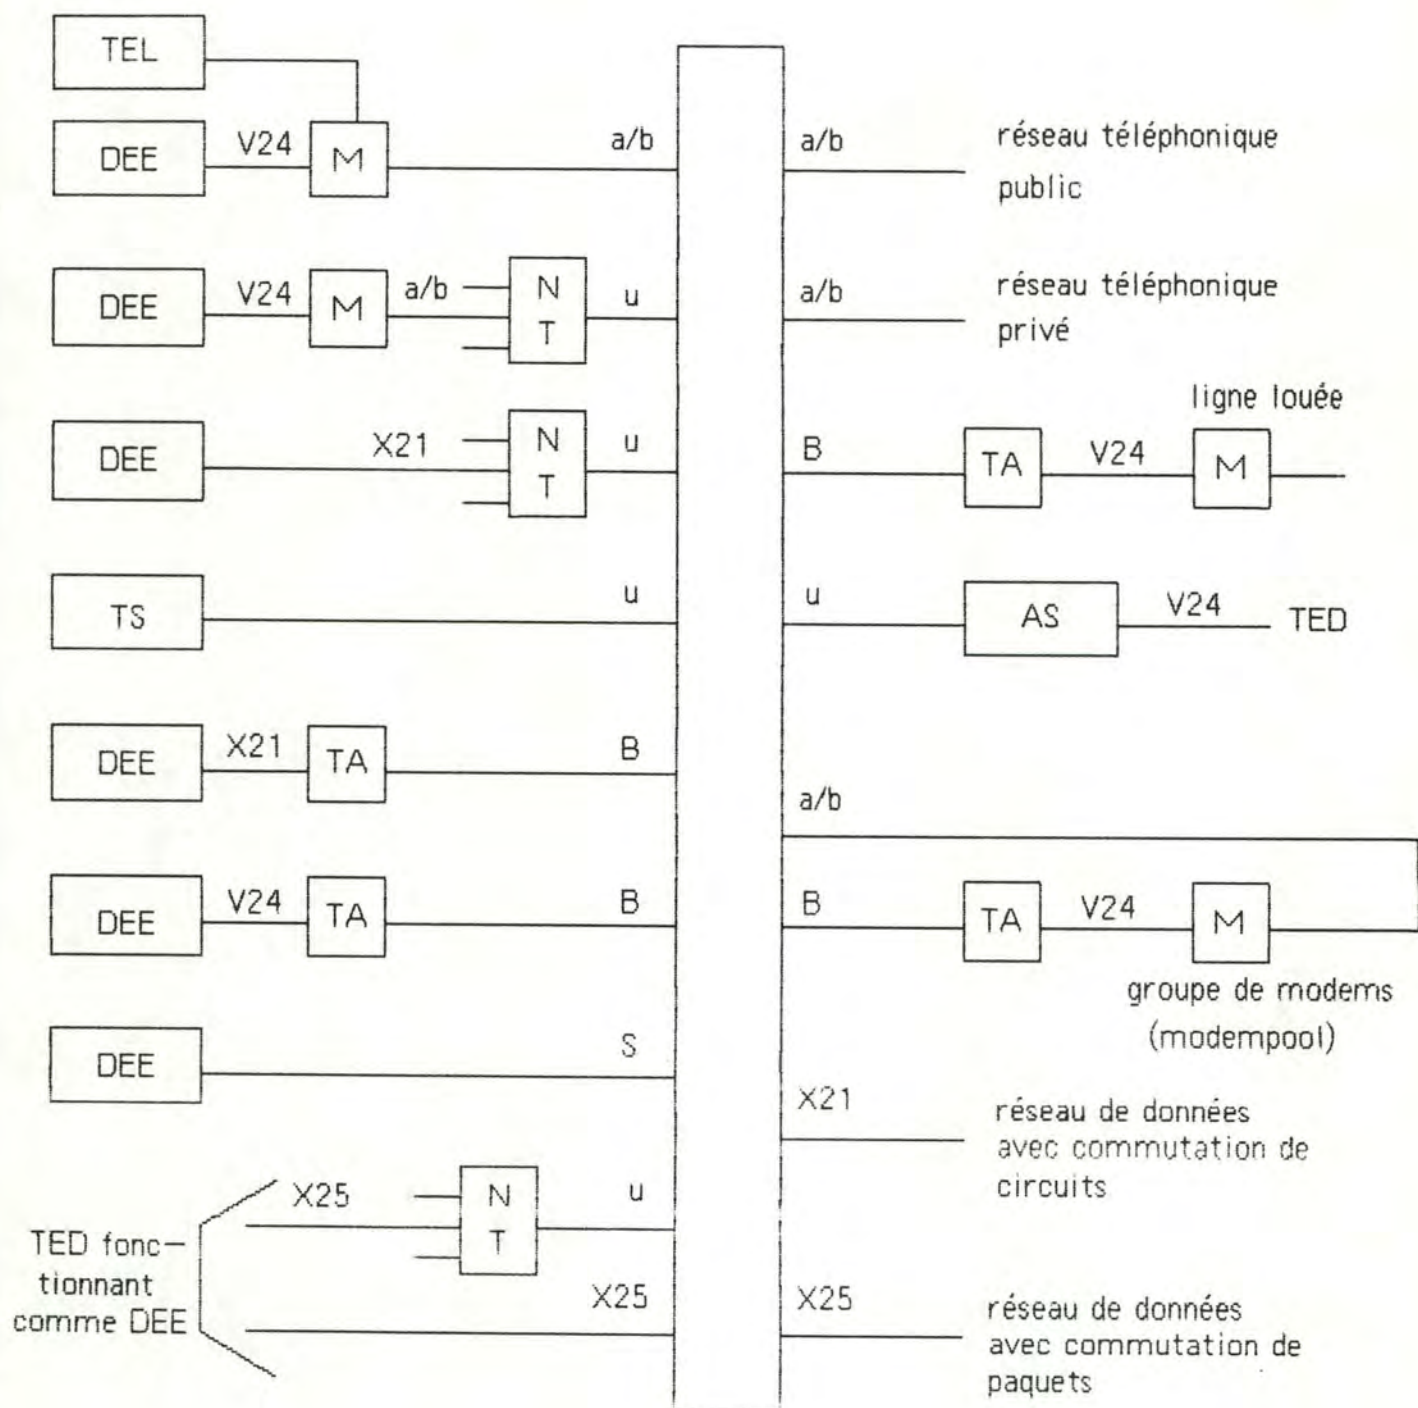 TEL
DEE V24 M a/b
DEE V24 M a/b N T u
DEE X21 N T u
TS u
DEE X21 TA B
DEE V24 TA B
DEE S
TED fonc-
tionnant
comme DEE
X25 N T u
X25
a/b réseau téléphonique
public
a/b réseau téléphonique
privé
ligne louée
B TA V24 M
u AS V24 TED
a/b
B TA V24 M
groupe de modems
(modempool)
X21 réseau de données
avec commutation de
circuits
X25 réseau de données
avec commutation de
paquets